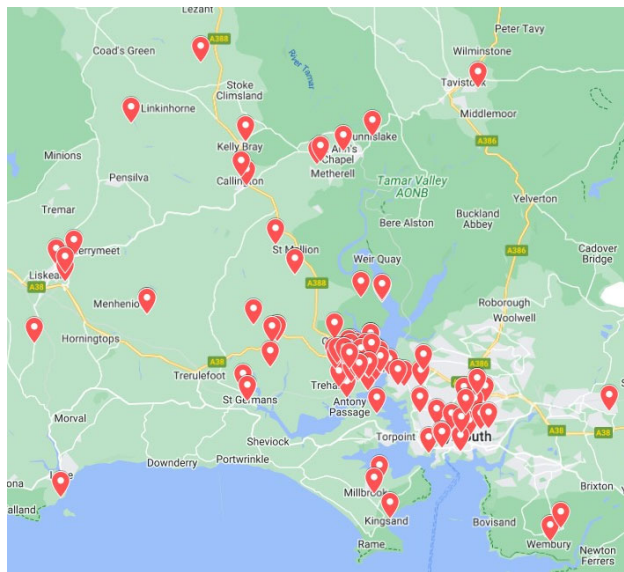 Lezant
A388
Peter Tavy
Coad's Green
Wilminstone
River Tamar
Stoke
Climsland
Tavistock
Linkinhorne
Middlemoor
Kelly Bray
Chapel
A386
Minions
Metherell
Callington
Pensilva
Tamar Valley
AONB
Yelverton
Tremar
Buckland
Abbey
Bere Alston
A386
St Mellion
Cadover
Bridge
Weir Quay
Liskeard
A38
A388
Menheniot
Roborough
Woolwell
Horningtops
A38
A386
Trerulefoot
St Germans
Antony
Passage
Morval
Sheviock
Torpoint
A38
Downderry
Portwrinkle
Looe
Millbrook
Brixton
Kingsand
Bovisand
Rame
Wembury
Newton
Ferrers